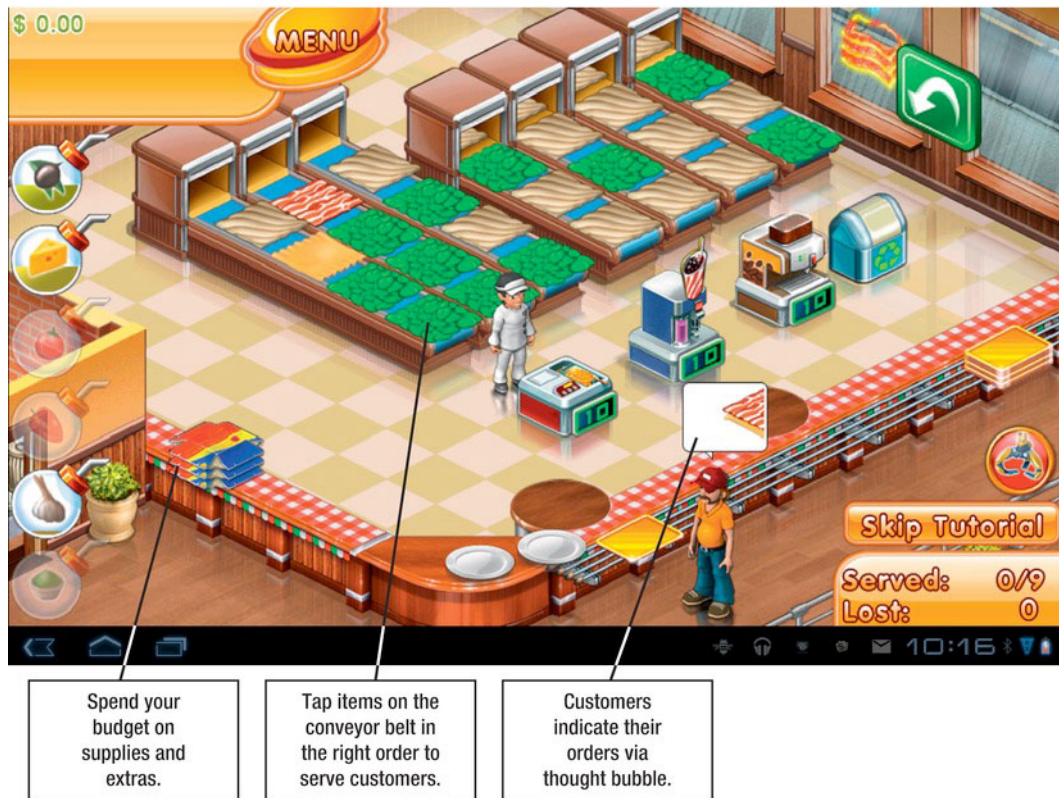 $ 0.00
MENU
10
10
10
Skip Tutorial
Served: 0/9
Lost: 0
10:16
Spend your
budget on
supplies and
extras.
Tap items on the
conveyor belt in
the right order to
serve customers.
Customers
indicate their
orders via
thought bubble.